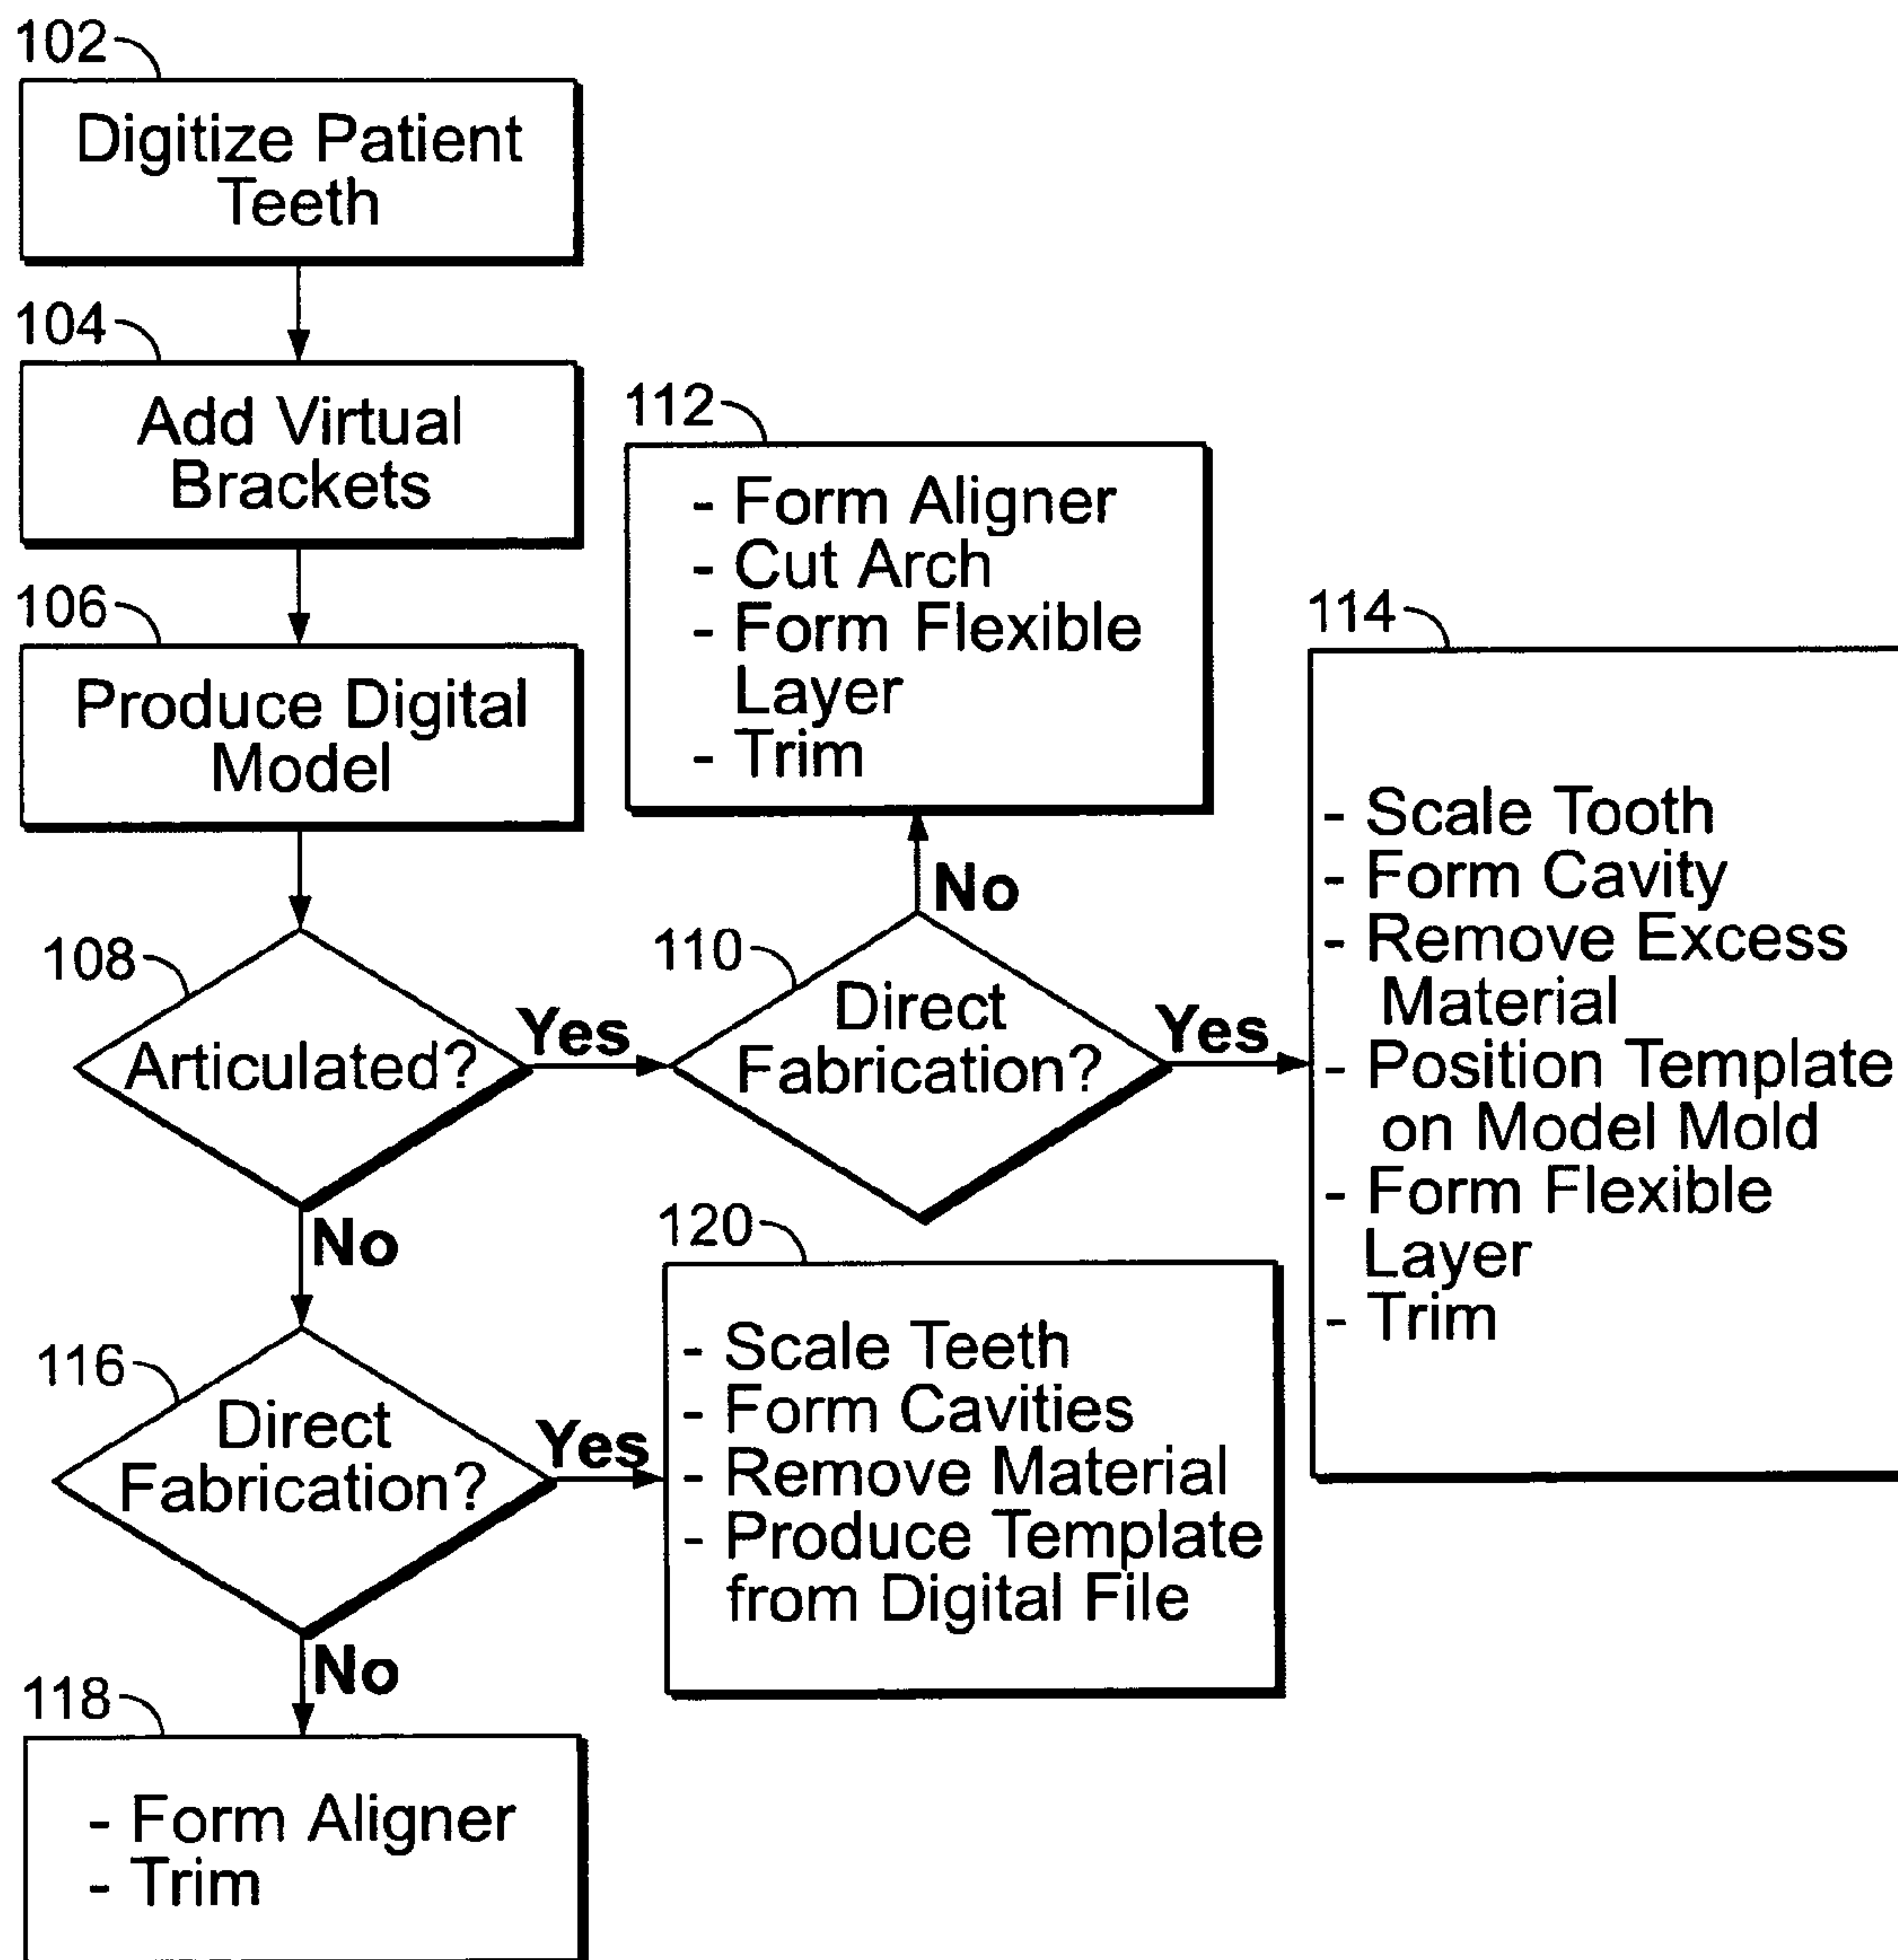 102
Digitize Patient
Teeth
104
Add Virtual
Brackets
106
Produce Digital
Model
108
Articulated?
Yes
No
110
Direct
Fabrication?
No
Yes
112
- Form Aligner
- Cut Arch
- Form Flexible
Layer
- Trim
114
- Scale Tooth
- Form Cavity
- Remove Excess
Material
- Position Template
on Model Mold
- Form Flexible
Layer
- Trim
116
Direct
Fabrication?
Yes
No
120
- Scale Teeth
- Form Cavities
- Remove Material
- Produce Template
from Digital File
118
- Form Aligner
- Trim